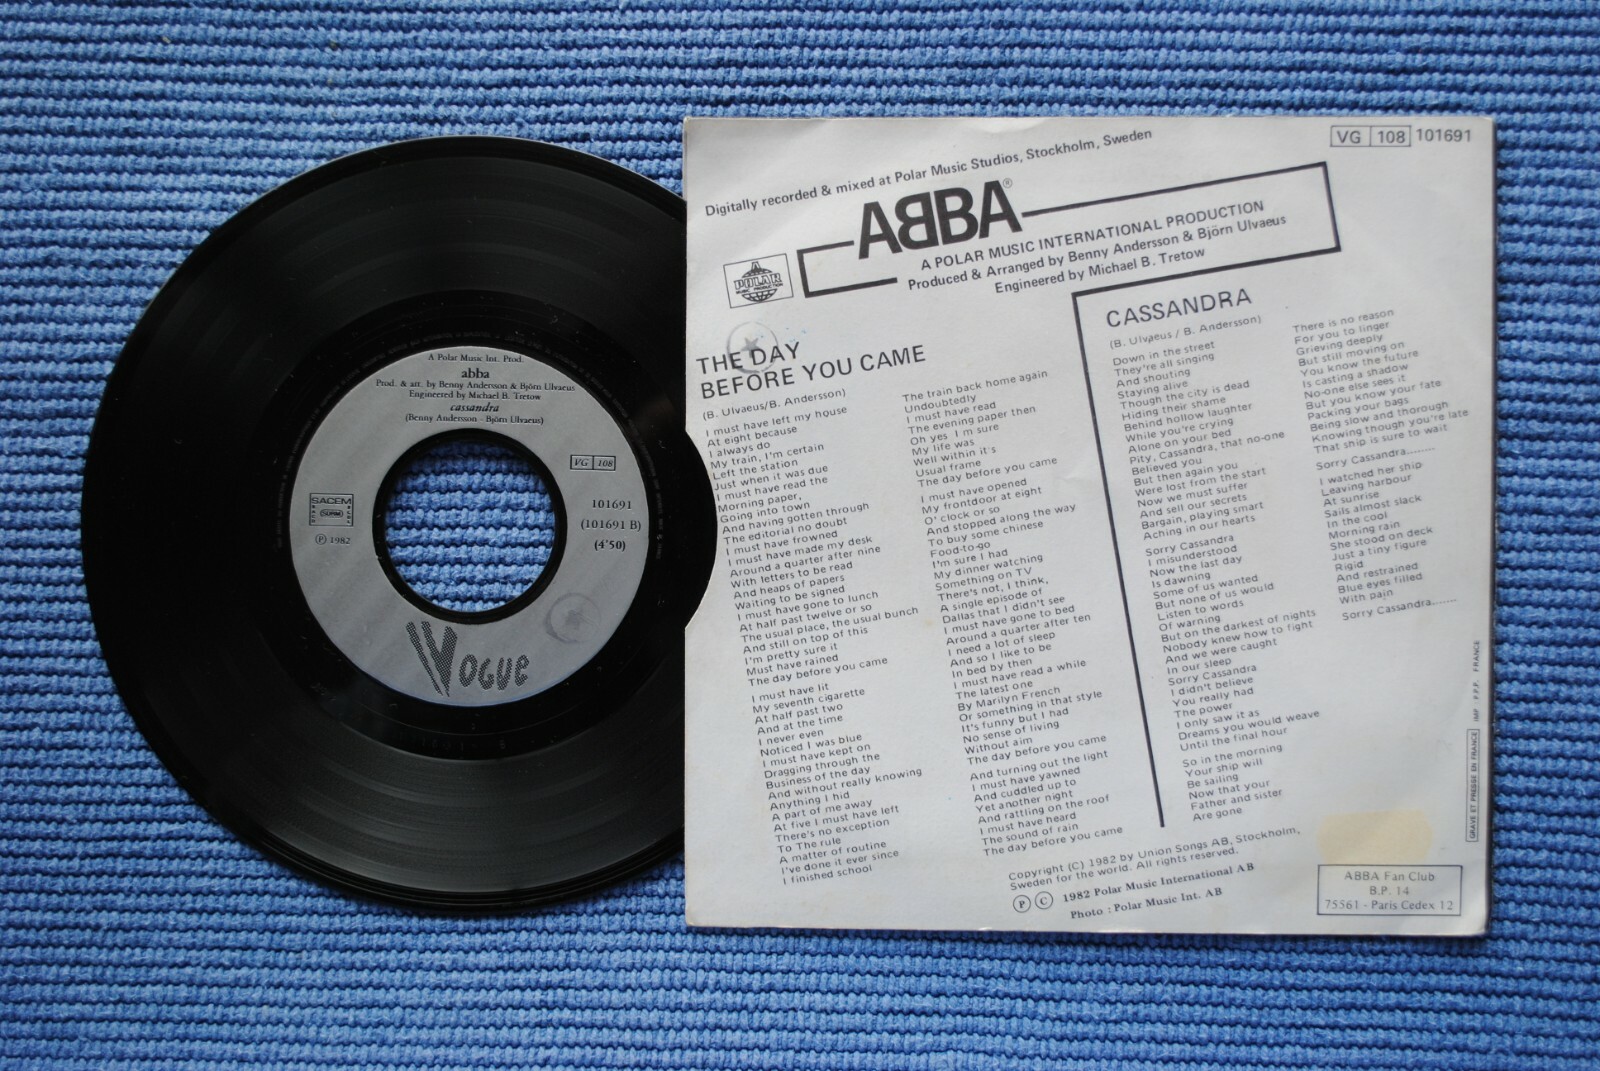 A Polar Music Int. Prod.
abba
Prod. & arr. by Benny Andersson & Björn Ulvaeus
Engineered by Michael B. Tretow
cassandra
(Benny Andersson - Björn Ulvaeus)
VG 108
SACEM
101691
(101691 B)
(4'50)
℗ 1982
VOGUE
VG 108 101691
Digitally recorded & mixed at Polar Music Studios, Stockholm, Sweden
ABBA®
A POLAR MUSIC INTERNATIONAL PRODUCTION
Produced & Arranged by Benny Andersson & Björn Ulvaeus
Engineered by Michael B. Tretow
POLAR
MUSIC PRODUCTION
THE DAY
BEFORE YOU CAME
(B. Ulvaeus/B. Andersson)
I must have left my house
At eight because
I always do
My train, I'm certain
Left the station
Just when it was due
I must have read the
Morning paper,
Going into town
And having gotten through
The editorial no doubt
I must have frowned
I must have made my desk
Around a quarter after nine
With letters to be read
And heaps of papers
Waiting to be signed
I must have gone to lunch
At half past twelve or so
The usual place, the usual bunch
And still on top of this
I'm pretty sure it
Must have rained
The day before you came
I must have lit
My seventh cigarette
At half past two
And at the time
I never even
Noticed I was blue
I must have kept on
Dragging through the
Business of the day
And without really knowing
Anything I hid
A part of me away
At five I must have left
There's no exception
To The rule
A matter of routine
I've done it ever since
I finished school
The train back home again
Undoubtedly
I must have read
The evening paper then
Oh yes I m sure
My life was
Well within it's
Usual frame
The day before you came
I must have opened
My frontdoor at eight
O' clock or so
And stopped along the way
To buy some chinese
Food-to-go
I'm sure I had
My dinner watching
Something on TV
There's not, I think,
A single episode of
Dallas that I didn't see
I must have gone to bed
Around a quarter after ten
I need a lot of sleep
And so I like to be
In bed by then
I must have read a while
The latest one
By Marilyn French
Or something in that style
It's funny but I had
No sense of living
Without aim
The day before you came
And turning out the light
I must have yawned
And cuddled up to
Yet another night
And rattling on the roof
I must have heard
The sound of rain
The day before you came
CASSANDRA
(B. Ulvaeus / B. Andersson)
Down in the street
They're all singing
And shouting
Staying alive
Though the city is dead
Hiding their shame
Behind hollow laughter
While you're crying
Alone on your bed
Pity, Cassandra, that no-one
Believed you
But then again you
Were lost from the start
Now we must suffer
And sell our secrets
Bargain, playing smart
Aching in our hearts
Sorry Cassandra
I misunderstood
Now the last day
Is dawning
Some of us wanted
But none of us would
Listen to words
Of warning
But on the darkest of nights
Nobody knew how to fight
And we were caught
In our sleep
Sorry Cassandra
I didn't believe
You really had
The power
I only saw it as
Dreams you would weave
Until the final hour
So in the morning
Your ship will
Be sailing
Now that your
Father and sister
Are gone
There is no reason
For you to linger
Grieving deeply
But still moving on
You know the future
Is casting a shadow
No-one else sees it
But you know your fate
Packing your bags
Being slow and thorough
Knowing though you're late
That ship is sure to wait
Sorry Cassandra........
I watched her ship
Leaving harbour
At sunrise
Sails almost slack
In the cool
Morning rain
She stood on deck
Just a tiny figure
Rigid
And restrained
Blue eyes filled
With pain
Sorry Cassandra.......
Copyright (C) 1982 by Union Songs AB, Stockholm,
Sweden for the world. All rights reserved.
℗ © 1982 Polar Music International AB
Photo : Polar Music Int. AB
GRAVE ET PRESSE EN FRANCE
IMP P.P.P. FRANCE
ABBA Fan Club
B.P. 14
75561 - Paris Cedex 12